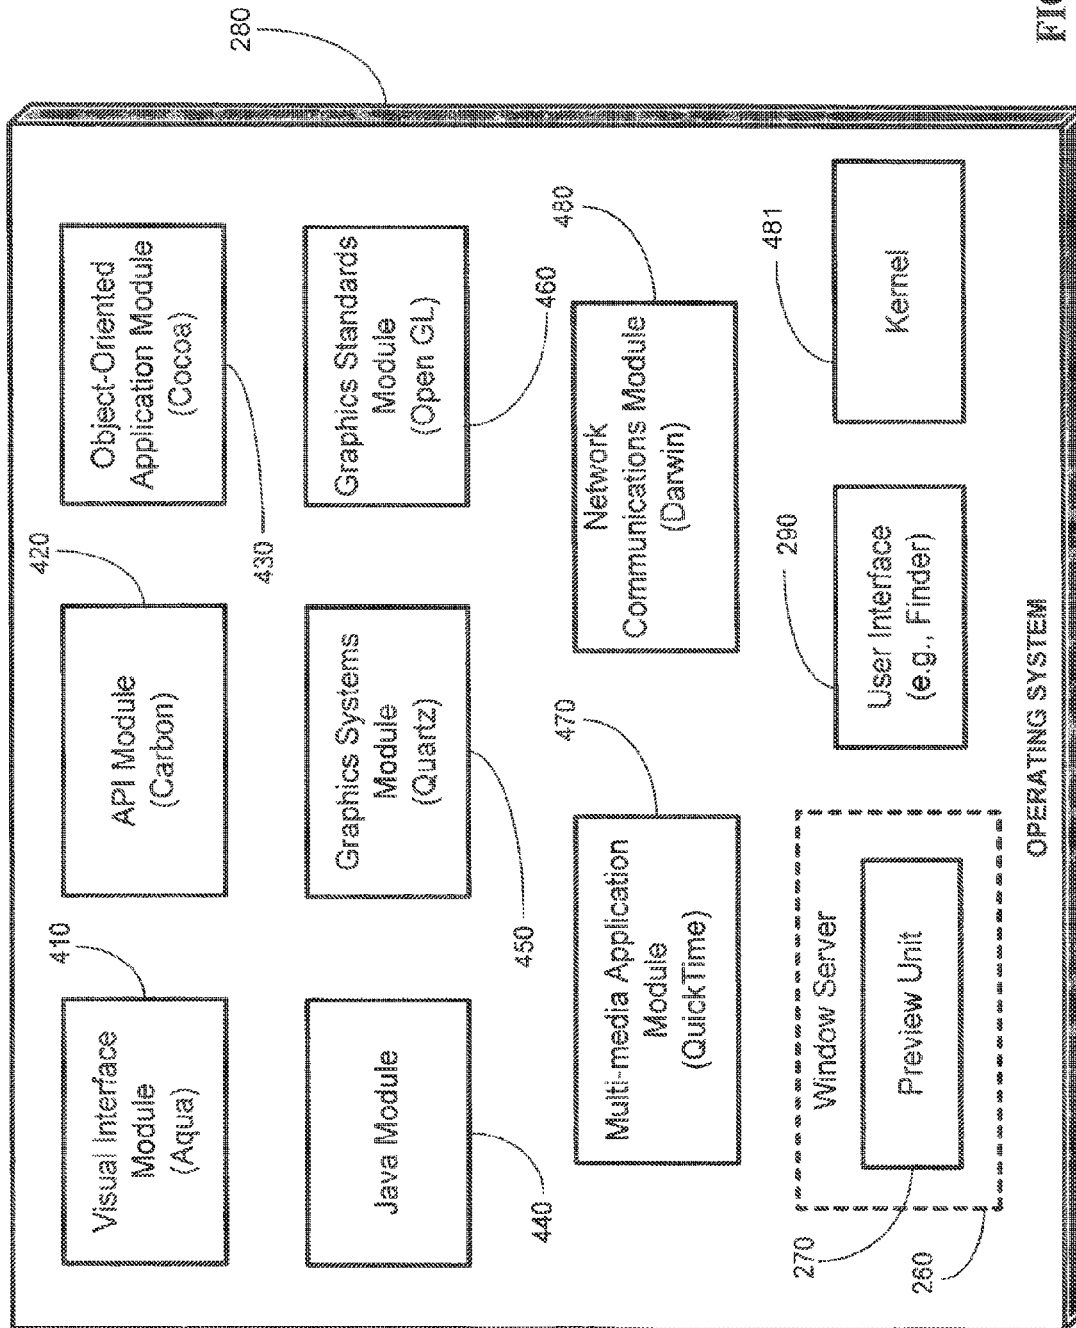 280
410
Visual Interface
Module
(Aqua)
420
API Module
(Carbon)
Object-Oriented
Application Module
(Cocoa)
430
Java Module
440
Graphics Systems
Module
(Quartz)
450
Graphics Standards
Module
(Open GL)
460
Multi-media Application
Module
(QuickTime)
470
Network
Communications Module
(Darwin)
480
Window Server
Preview Unit
270
260
User Interface
(e.g., Finder)
290
Kernel
481
OPERATING SYSTEM